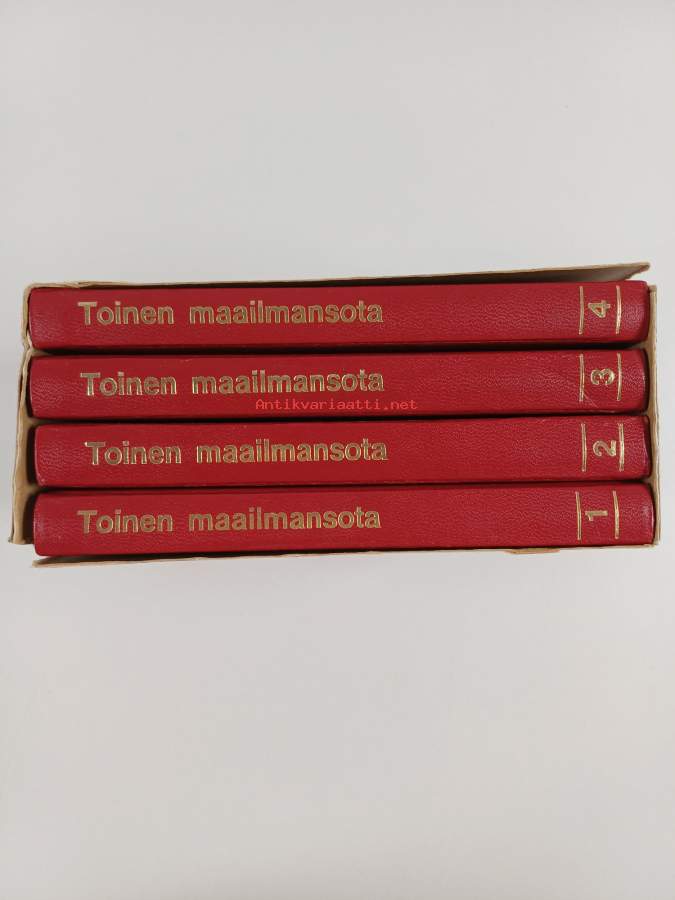 Toinen maailmansota 4
Toinen maailmansota 3
Antikvariaatti.net
Toinen maailmansota 2
Toinen maailmansota 1